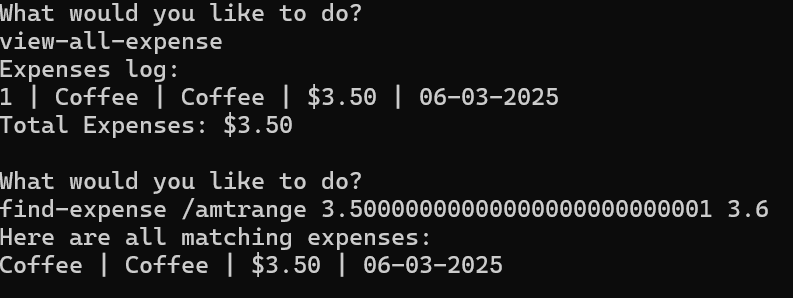 What would you like to do?
view-all-expense
Expenses log:
1 | Coffee | Coffee | $3.50 | 06-03-2025
Total Expenses: $3.50
What would you like to do?
find-expense /amtrange 3.50000000000000000000000001 3.6
Here are all matching expenses:
Coffee | Coffee | $3.50 | 06-03-2025